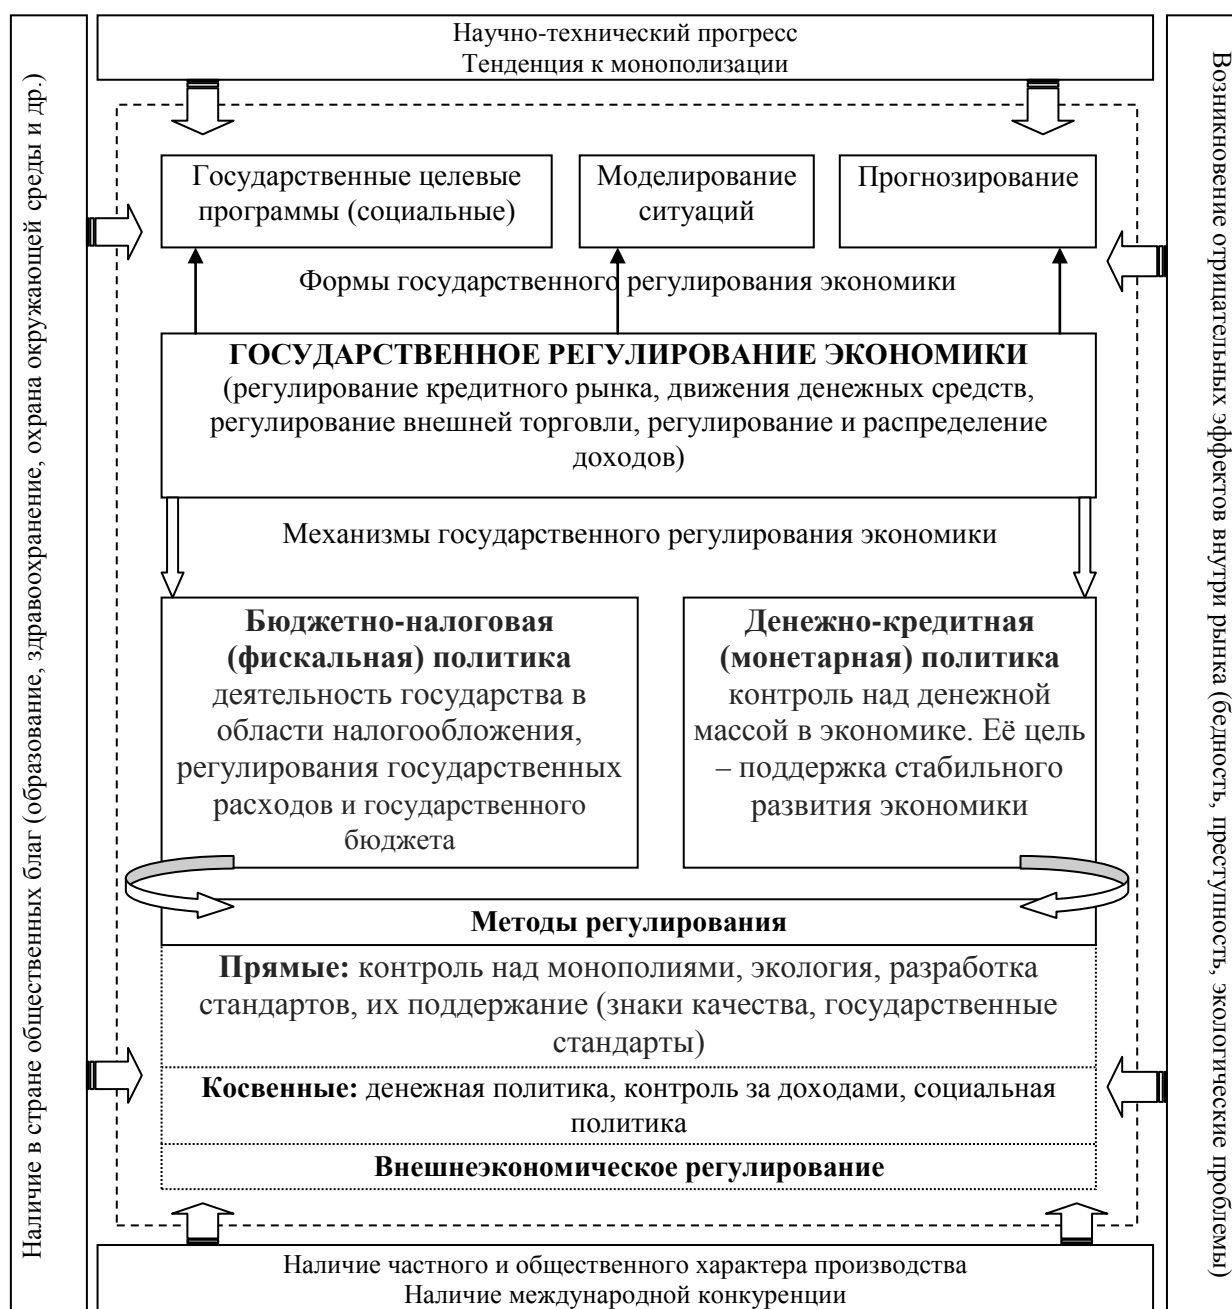 Научно-технический прогресс
Тенденция к монополизации
Наличие в стране общественных благ (образование, здравоохранение, охрана окружающей среды и др.)
Возникновение отрицательных эффектов внутри рынка (бедность, преступность, экологические проблемы)
Государственные целевые
программы (социальные)
Моделирование
ситуаций
Прогнозирование
Формы государственного регулирования экономики
ГОСУДАРСТВЕННОЕ РЕГУЛИРОВАНИЕ ЭКОНОМИКИ
(регулирование кредитного рынка, движения денежных средств,
регулирование внешней торговли, регулирование и распределение
доходов)
Механизмы государственного регулирования экономики
Бюджетно-налоговая
(фискальная) политика
деятельность государства в
области налогообложения,
регулирования государственных
расходов и государственного
бюджета
Денежно-кредитная
(монетарная) политика
контроль над денежной
массой в экономике. Её цель
– поддержка стабильного
развития экономики
Методы регулирования
Прямые: контроль над монополиями, экология, разработка
стандартов, их поддержание (знаки качества, государственные
стандарты)
Косвенные: денежная политика, контроль за доходами, социальная
политика
Внешнеэкономическое регулирование
Наличие частного и общественного характера производства
Наличие международной конкуренции